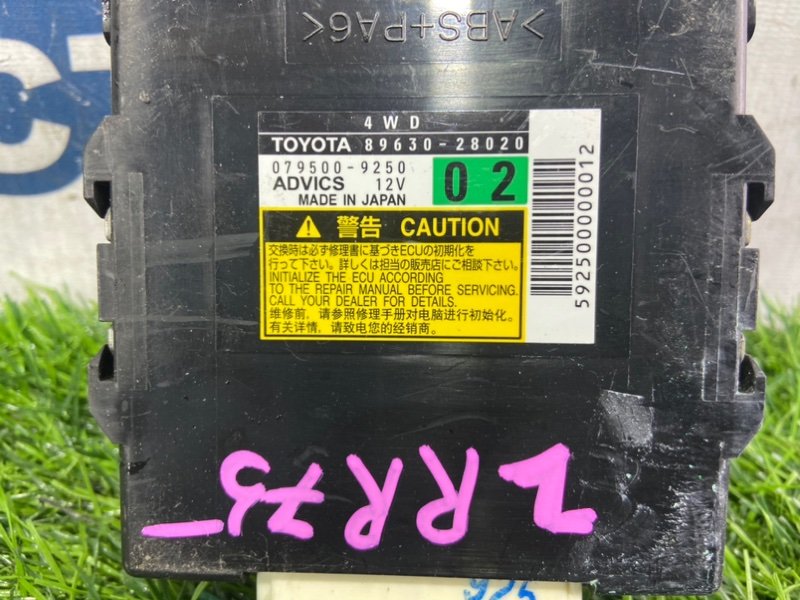 >ABS+PA6<
4WD
TOYOTA 89630-28020
079500-9250
ADVICS 12V
MADE IN JAPAN
02
592500000012
警告 CAUTION
交換時は必ず修理書に基づきECUの初期化を
行って下さい。詳しくは担当の販売店にご相談下さい。
INITIALIZE THE ECU ACCORDING
TO THE REPAIR MANUAL BEFORE SERVICING.
CALL YOUR DEALER FOR DETAILS.
维修前，请参照修理手册对电脑进行初始化。
有关详情，请致电您的经销商。